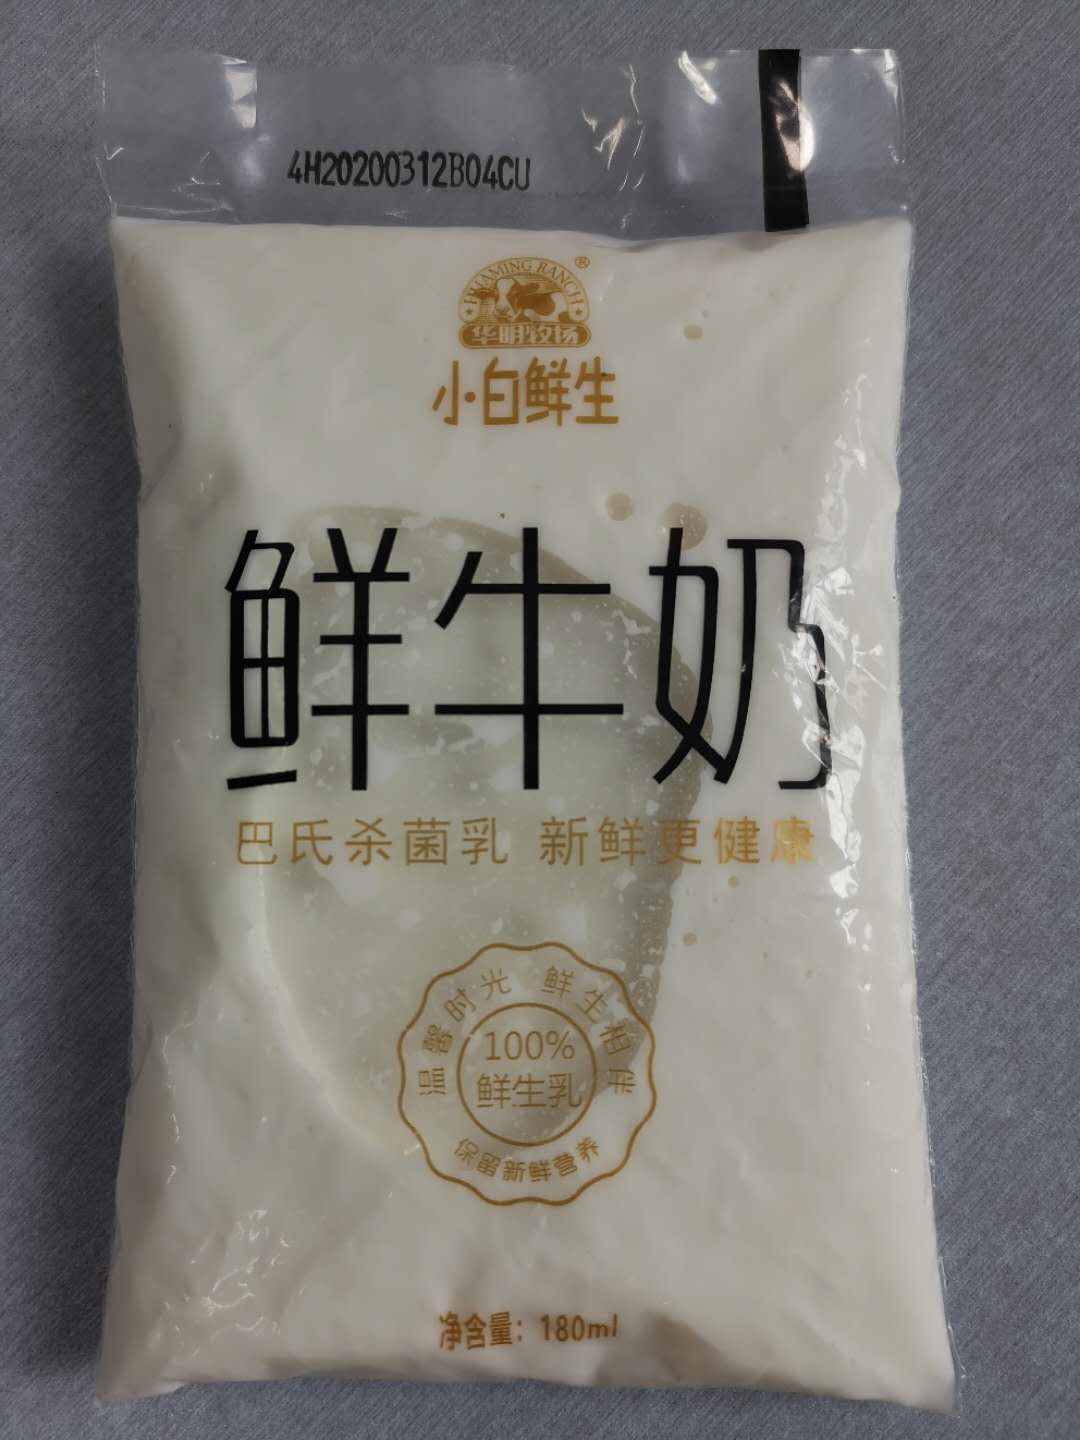 4H20200312B04CU
HUAMING RANCH®
华明牧场
小白鲜生
鲜牛奶
巴氏杀菌乳 新鲜更健康
温馨时光 鲜生相伴
100%
鲜生乳
保留新鲜营养
净含量：180ml